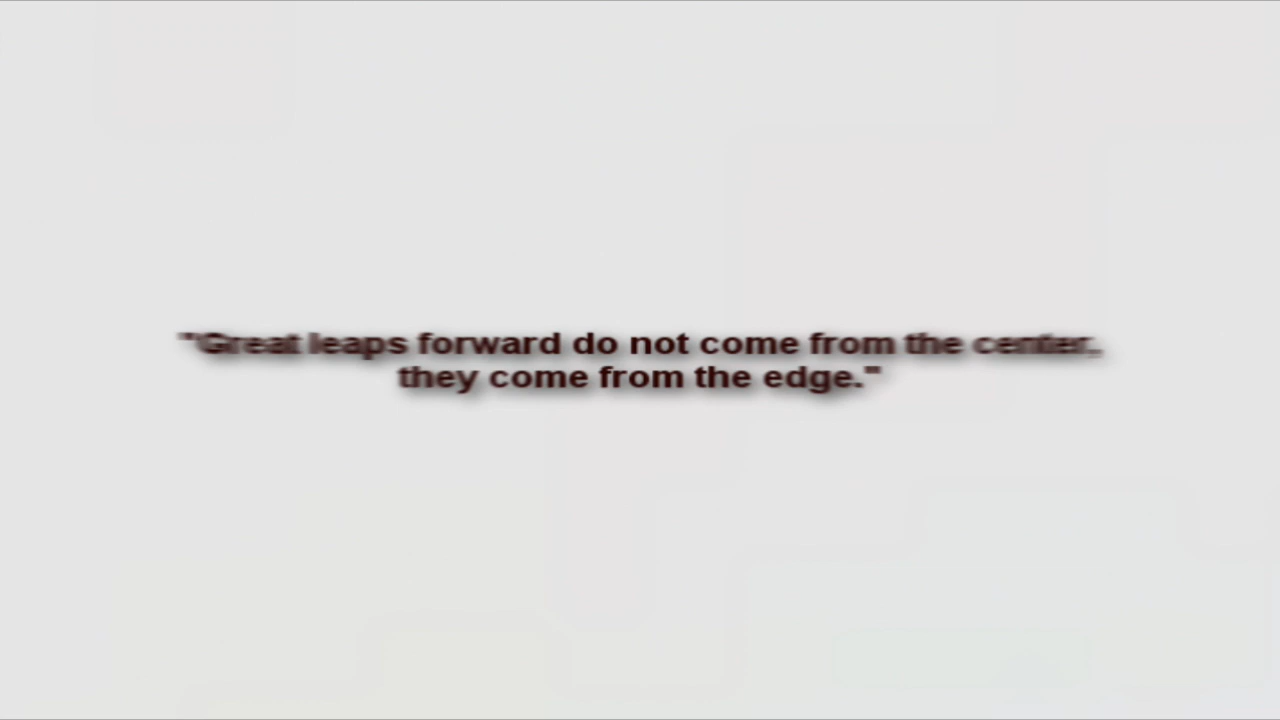 "Great leaps forward do not come from the center,
they come from the edge."